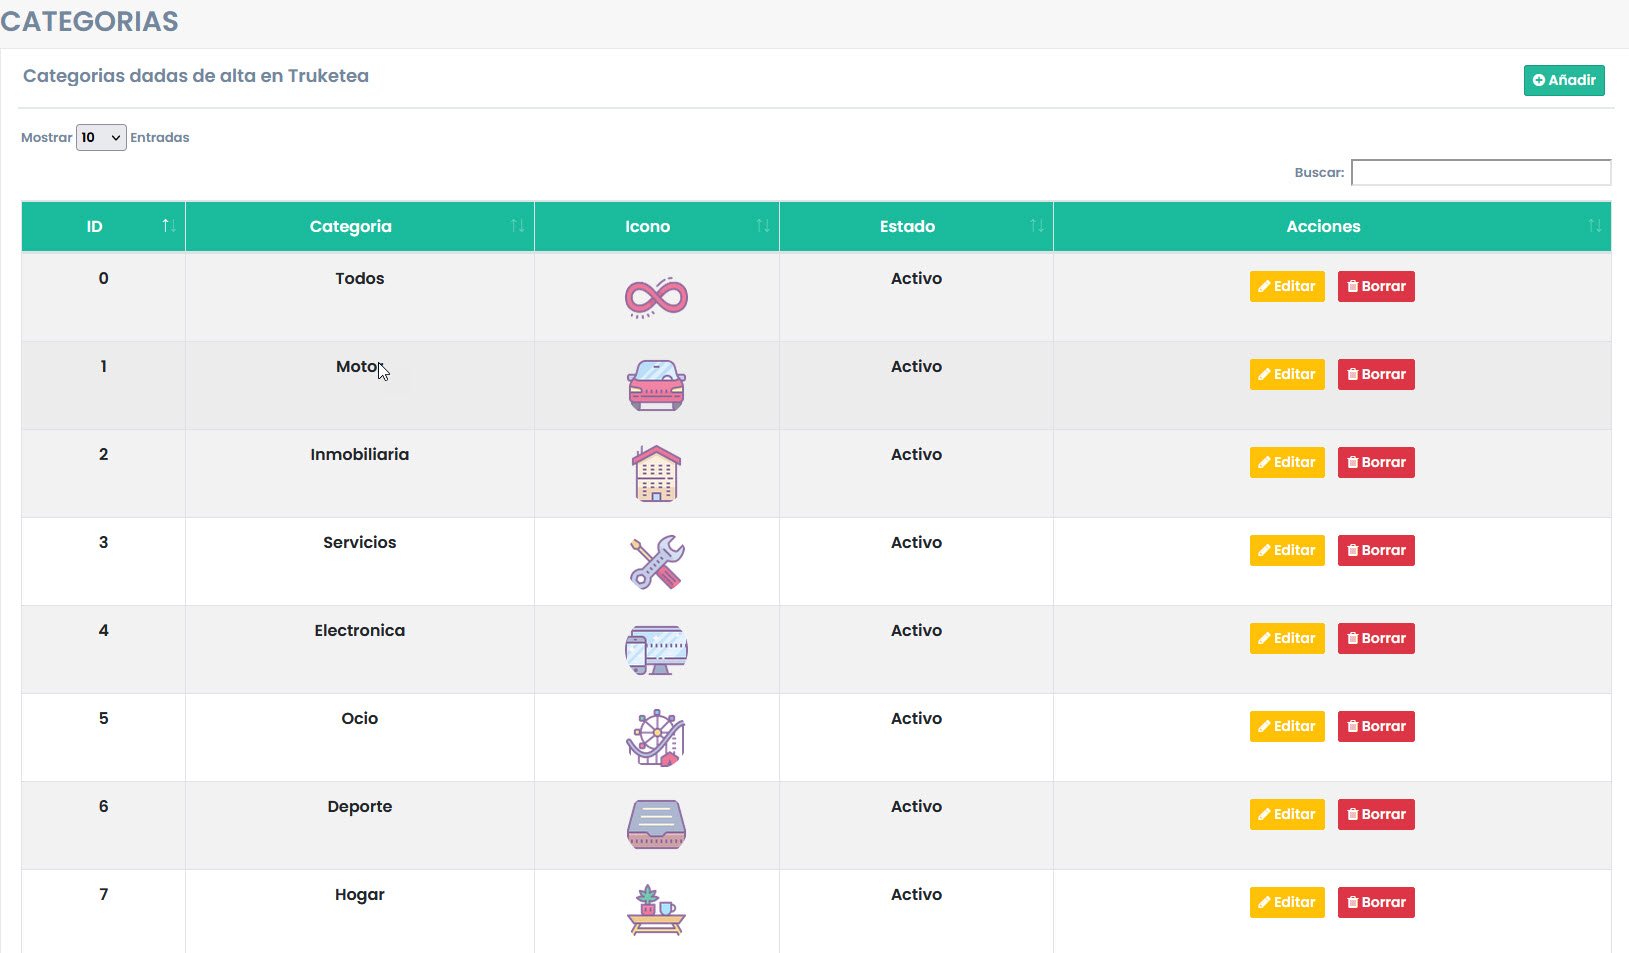 CATEGORIAS
Categorias dadas de alta en Truketea
Añadir
Mostrar 10 Entradas
Buscar:
ID Categoria Icono Estado Acciones
0 Todos Activo Editar Borrar
1 Motor Activo Editar Borrar
2 Inmobiliaria Activo Editar Borrar
3 Servicios Activo Editar Borrar
4 Electronica Activo Editar Borrar
5 Ocio Activo Editar Borrar
6 Deporte Activo Editar Borrar
7 Hogar Activo Editar Borrar